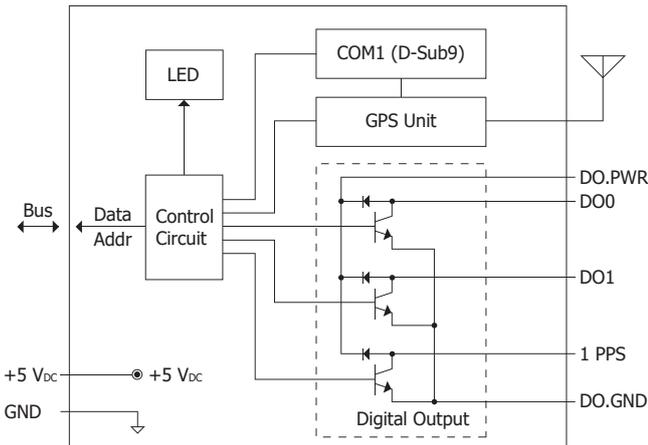 COM1 (D-Sub9)
LED
GPS Unit
DO.PWR
DO0
Bus
Data
Addr
Control
Circuit
DO1
1 PPS
+5 VDC
+5 VDC
DO.GND
GND
Digital Output